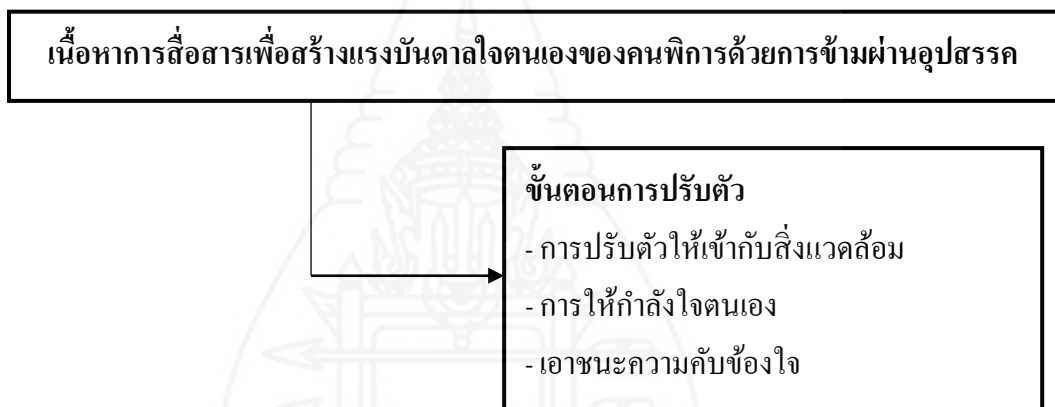 เนื้อหาการสื่อสารเพื่อสร้างแรงบันดาลใจตนเองของคนพิการด้วยการข้ามผ่านอุปสรรค
ขั้นตอนการปรับตัว
- การปรับตัวให้เข้ากับสิ่งแวดล้อม
- การให้กำลังใจตนเอง
- เอาชนะความคับข้องใจ